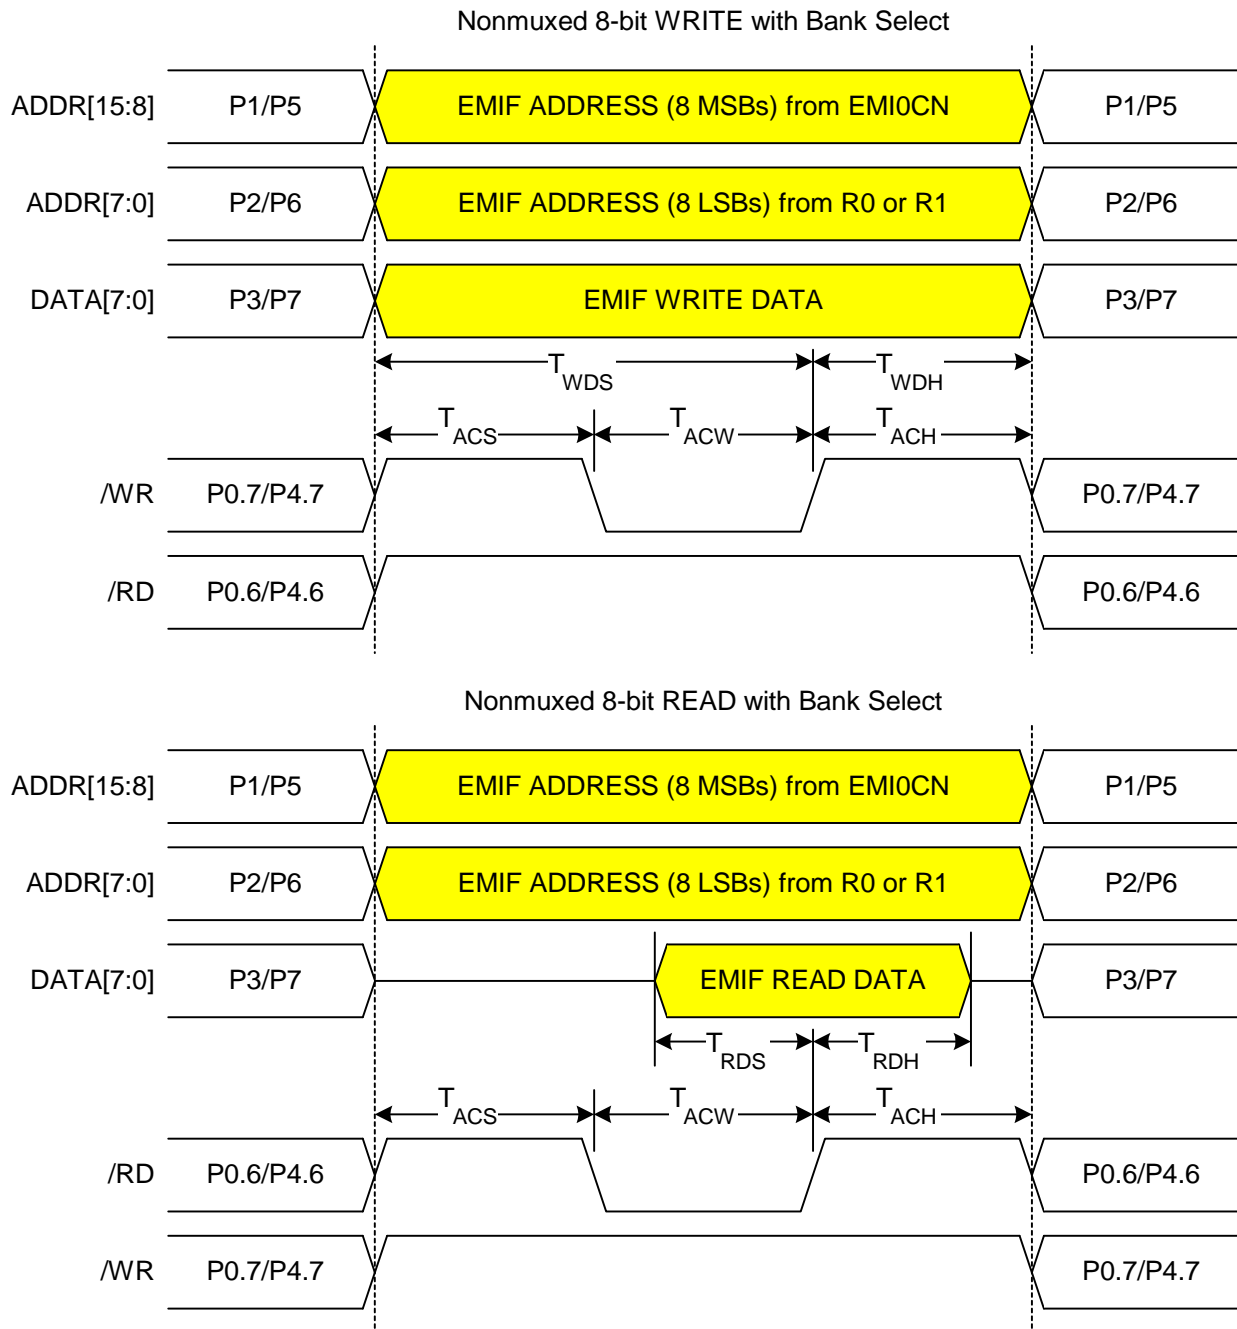 Nonmuxed 8-bit WRITE with Bank Select
ADDR[15:8] P1/P5 EMIF ADDRESS (8 MSBs) from EMI0CN P1/P5
ADDR[7:0] P2/P6 EMIF ADDRESS (8 LSBs) from R0 or R1 P2/P6
DATA[7:0] P3/P7 EMIF WRITE DATA P3/P7
TWDS TWDH
TACS TACW TACH
/WR P0.7/P4.7 P0.7/P4.7
/RD P0.6/P4.6 P0.6/P4.6
Nonmuxed 8-bit READ with Bank Select
ADDR[15:8] P1/P5 EMIF ADDRESS (8 MSBs) from EMI0CN P1/P5
ADDR[7:0] P2/P6 EMIF ADDRESS (8 LSBs) from R0 or R1 P2/P6
DATA[7:0] P3/P7 EMIF READ DATA P3/P7
TRDS TRDH
TACS TACW TACH
/RD P0.6/P4.6 P0.6/P4.6
/WR P0.7/P4.7 P0.7/P4.7